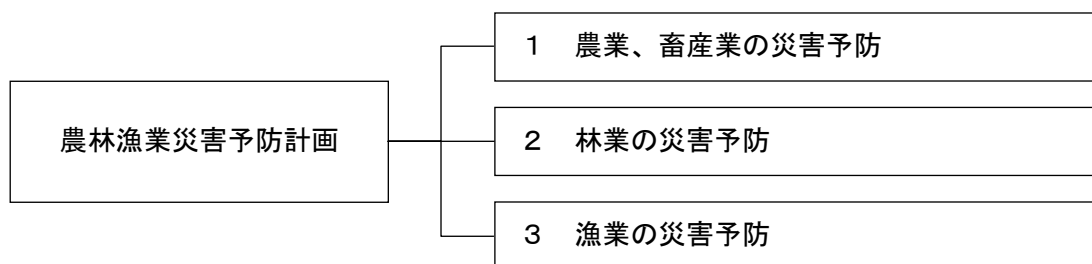 農林漁業災害予防計画
１　農業、畜産業の災害予防
２　林業の災害予防
３　漁業の災害予防